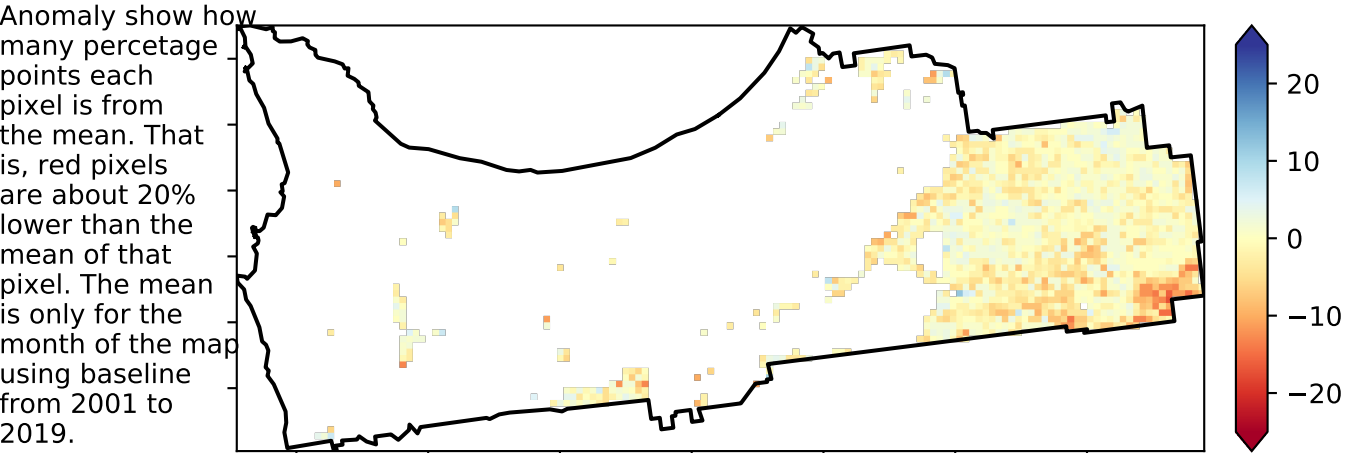 Anomaly show how
many percetage
points each
pixel is from
the mean. That
is, red pixels
are about 20%
lower than the
mean of that
pixel. The mean
is only for the
month of the map
using baseline
from 2001 to
2019.
20
10
0
−10
−20